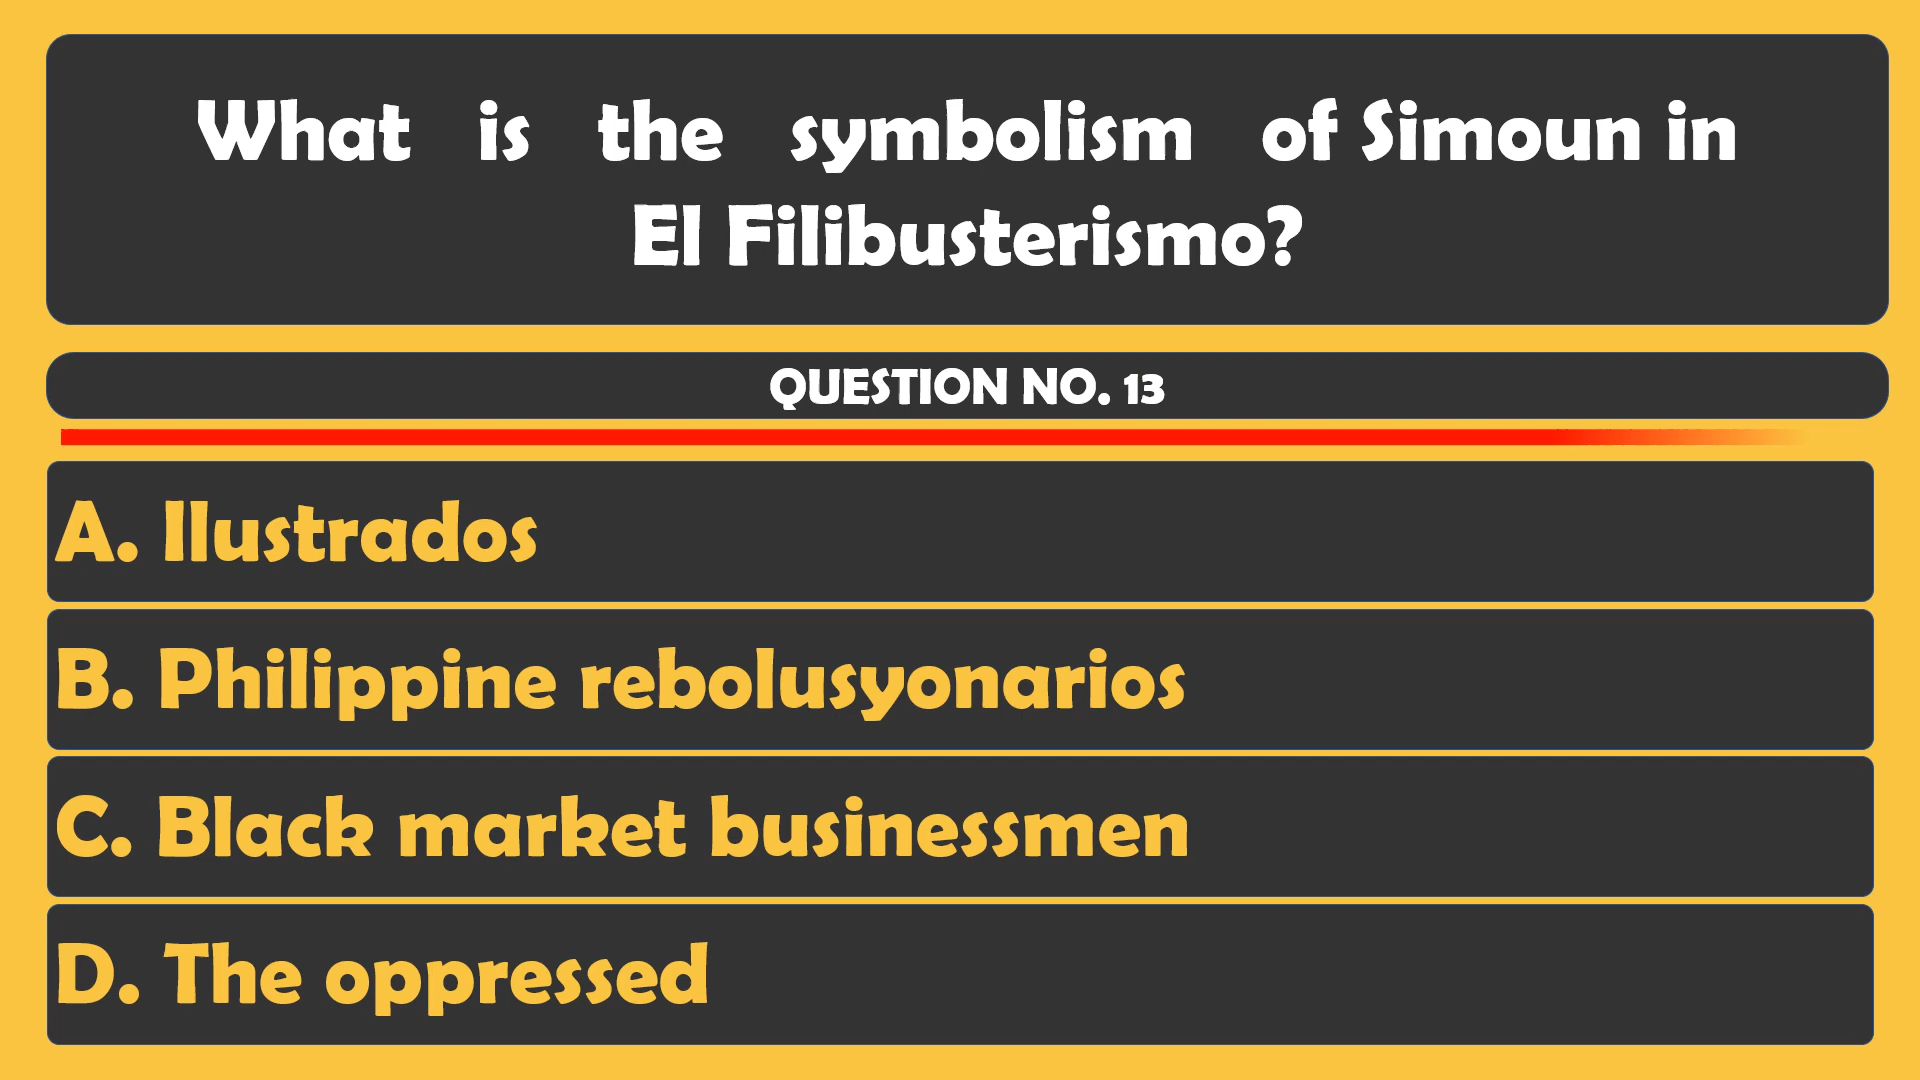 What is the symbolism of Simoun in
El Filibusterismo?
QUESTION NO. 13
A. Ilustrados
B. Philippine rebolusyonarios
C. Black market businessmen
D. The oppressed